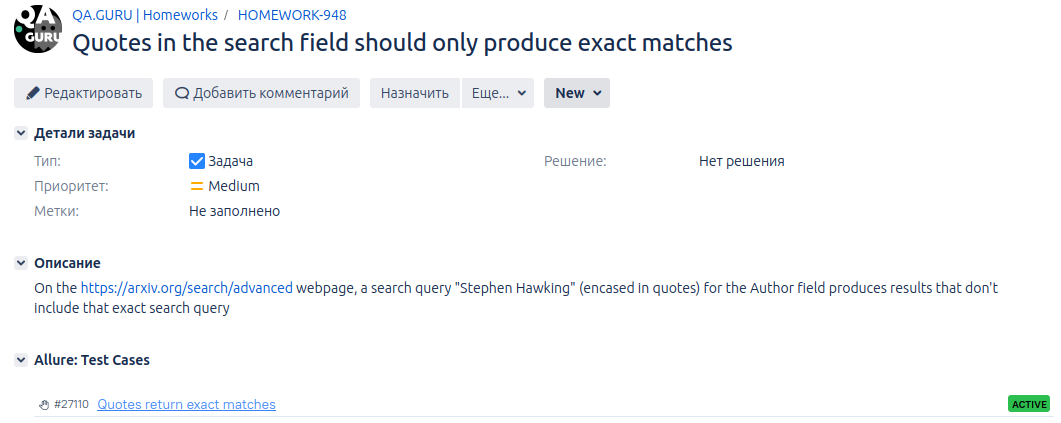 QA
GURU
QA.GURU | Homeworks / HOMEWORK-948
Quotes in the search field should only produce exact matches
Редактировать Добавить комментарий Назначить Еще... New
Детали задачи
Тип: Задача Решение: Нет решения
Приоритет: Medium
Метки: Не заполнено
Описание
On the https://arxiv.org/search/advanced webpage, a search query "Stephen Hawking" (encased in quotes) for the Author field produces results that don't
include that exact search query
Allure: Test Cases
#27110 Quotes return exact matches ACTIVE